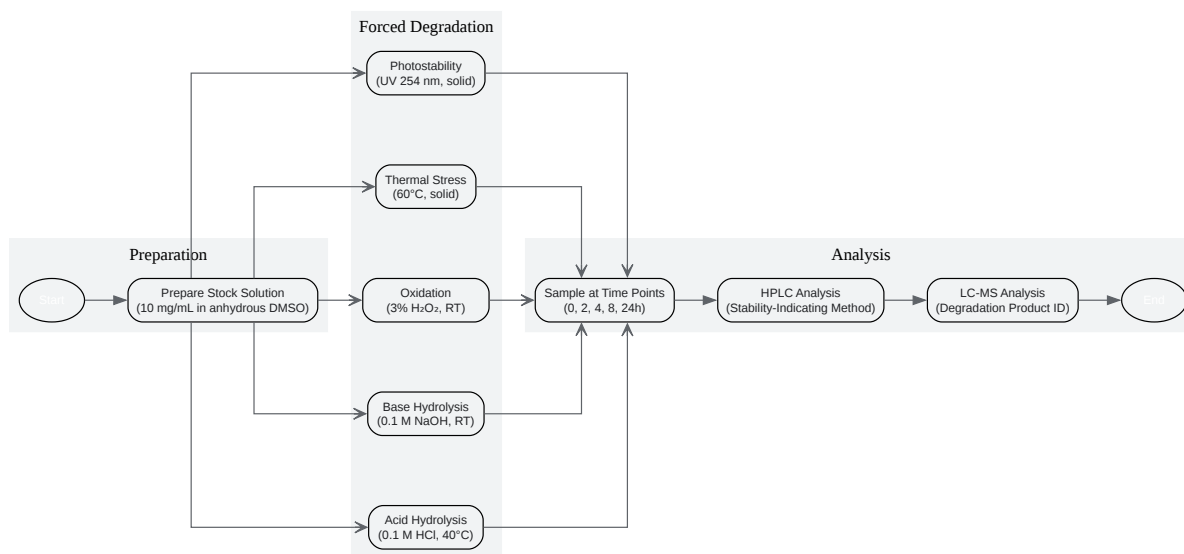 Forced Degradation
Photostability
(UV 254 nm, solid)
Thermal Stress
(60°C, solid)
Preparation
Analysis
Start
Prepare Stock Solution
(10 mg/mL in anhydrous DMSO)
Oxidation
(3% H₂O₂, RT)
Sample at Time Points
(0, 2, 4, 8, 24h)
HPLC Analysis
(Stability-Indicating Method)
LC-MS Analysis
(Degradation Product ID)
End
Base Hydrolysis
(0.1 M NaOH, RT)
Acid Hydrolysis
(0.1 M HCl, 40°C)